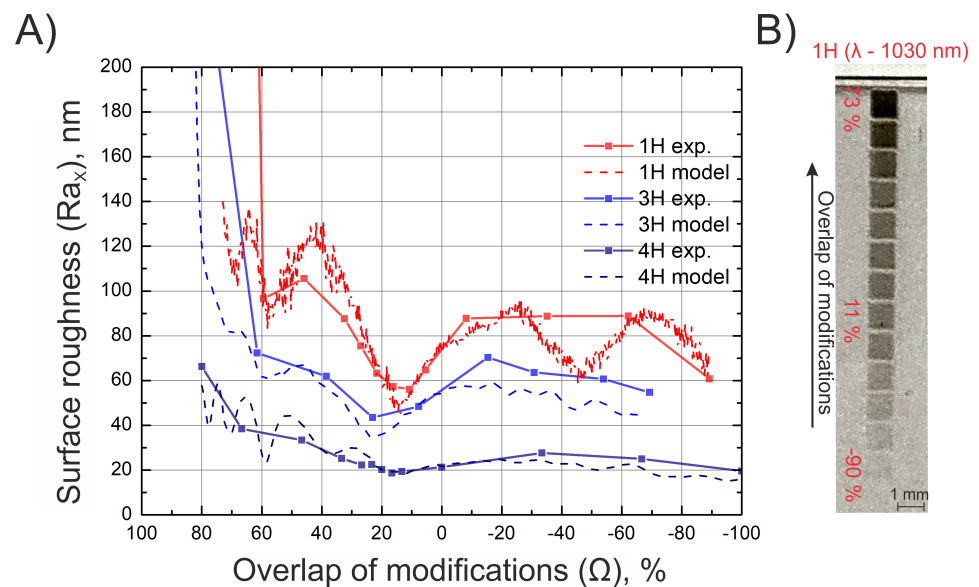 A)
B)
1H (λ - 1030 nm)
Surface roughness (Raₓ), nm
200
180
160
140
120
100
80
60
40
20
0
1H exp.
1H model
3H exp.
3H model
4H exp.
4H model
100 80 60 40 20 0 -20 -40 -60 -80 -100
Overlap of modifications (Ω), %
Overlap of modifications
73 %
11 %
-90 %
1 mm